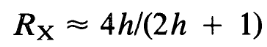 R_X ≈ 4h/(2h + 1)